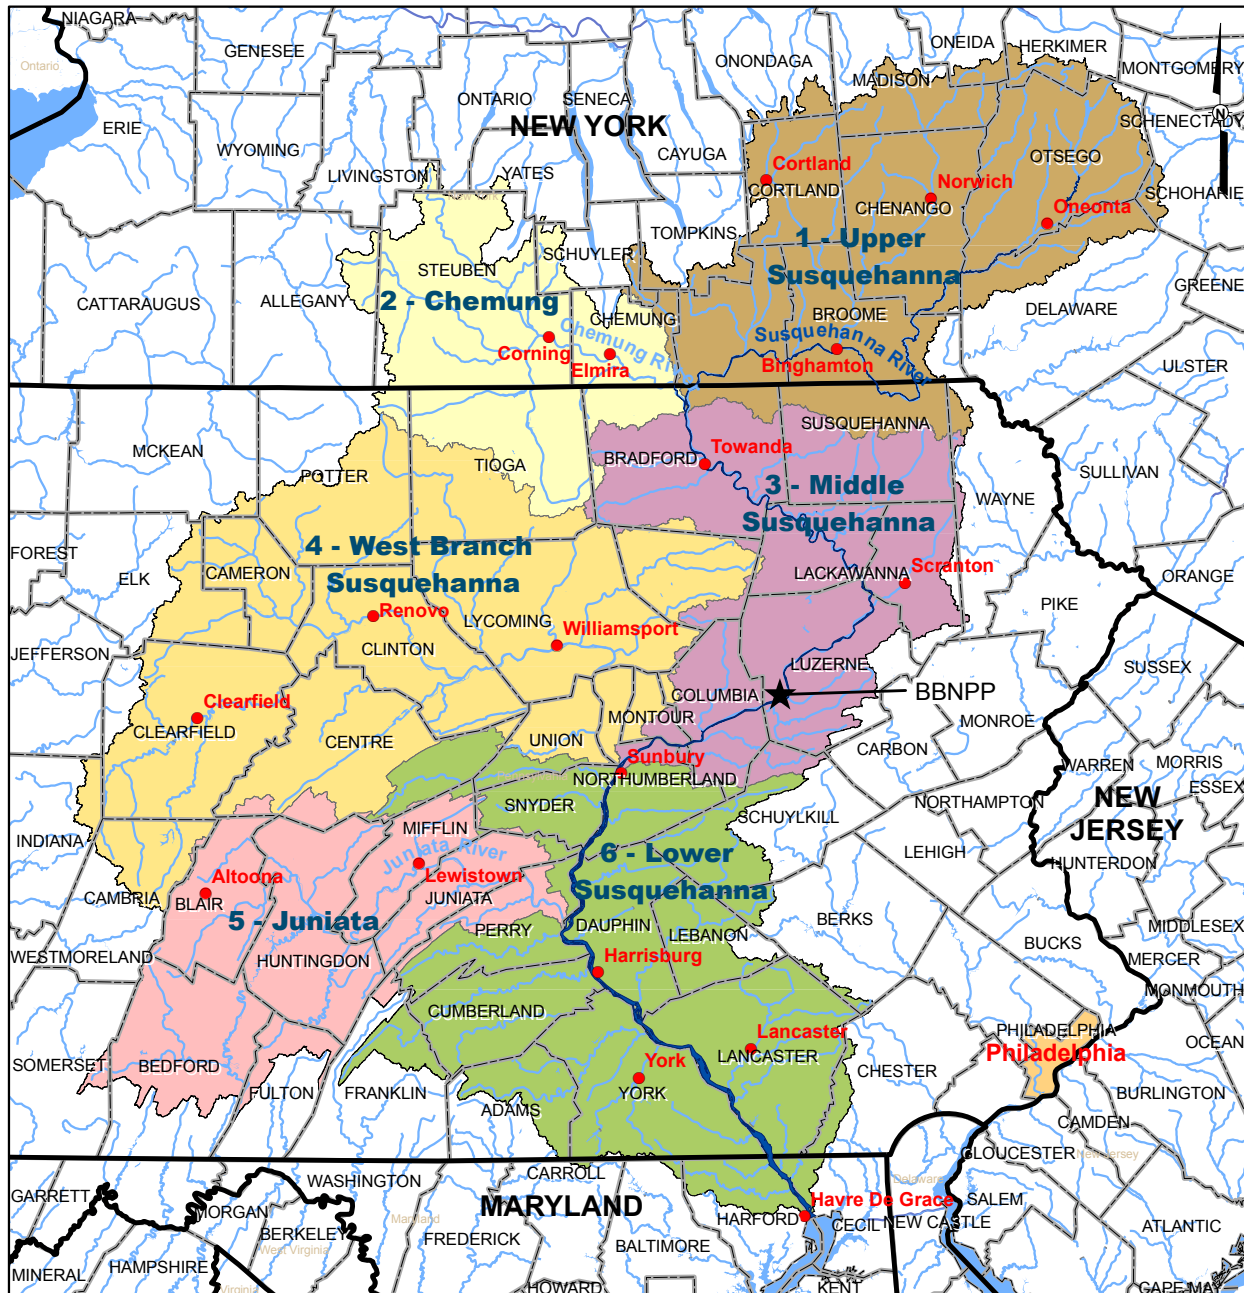 NIAGARA
GENESEE
ONONDAGA
ONEIDA
HERKIMER
MONTGOMERY
Ontario
MADISON
ONTARIO
SENECA
ERIE
NEW YORK
N
SCHENECTADY
WYOMING
CAYUGA
OTSEGO
LIVINGSTON
YATES
Cortland
CORTLAND
Norwich
CHENANGO
SCHOHARIE
New York
Oneonta
TOMPKINS
1 - Upper
Susquehanna
SCHUYLER
STEUBEN
2 - Chemung
CATTARAUGUS
ALLEGANY
GREENE
DELAWARE
BROOME
CHEMUNG
Chemung River
Susquehanna River
Corning
Elmira
Binghamton
ULSTER
SUSQUEHANNA
MCKEAN
POTTER
TIOGA
BRADFORD
Towanda
SULLIVAN
3 - Middle
Susquehanna
WAYNE
4 - West Branch
Susquehanna
FOREST
ELK
CAMERON
LACKAWANNA
Scranton
ORANGE
PIKE
Renovo
LYCOMING
Williamsport
CLINTON
JEFFERSON
LUZERNE
SUSSEX
Clearfield
CLEARFIELD
COLUMBIA
BBNPP
MONTOUR
MONROE
CENTRE
UNION
CARBON
Sunbury
NORTHUMBERLAND
WARREN
MORRIS
ESSEX
SNYDER
NORTHAMPTON
NEW
JERSEY
SCHUYLKILL
INDIANA
MIFFLIN
Juniata River
LEHIGH
6 - Lower
Susquehanna
HUNTERDON
Altoona
Lewistown
CAMBRIA
BLAIR
JUNIATA
5 - Juniata
BERKS
MIDDLESEX
PERRY
DAUPHIN
LEBANON
BUCKS
WESTMORELAND
HUNTINGDON
Harrisburg
MERCER
MONMOUTH
CUMBERLAND
PHILADELPHIA
Philadelphia
Lancaster
LANCASTER
OCEAN
SOMERSET
BEDFORD
York
YORK
CHESTER
FULTON
FRANKLIN
ADAMS
BURLINGTON
CAMDEN
GLOUCESTER
New Jersey
CARROLL
WASHINGTON
Delaware
GARRETT
MORGAN
MARYLAND
Havre De Grace
SALEM
HARFORD
CECIL
NEW CASTLE
ATLANTIC
Maryland
BERKELEY
West Virginia
FREDERICK
BALTIMORE
MINERAL
HAMPSHIRE
Virginia
HOWARD
KENT
CAPE MAY